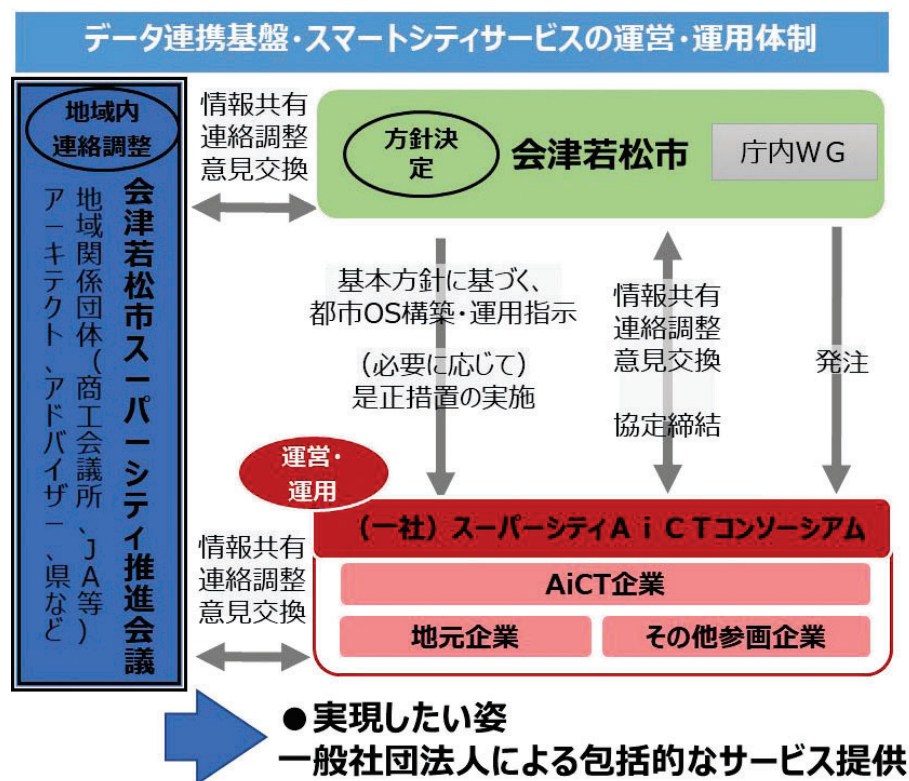 データ連携基盤・スマートシティサービスの運営・運用体制
地域内
連絡調整
会津若松市スーパーシティ推進会議
地域関係団体（商工会議所、JA等）
アーキテクト、アドバイザー、県など
情報共有
連絡調整
意見交換
方針決
定
会津若松市
庁内WG
基本方針に基づく、
都市OS構築・運用指示
（必要に応じて）
是正措置の実施
情報共有
連絡調整
意見交換
協定締結
発注
運営・
運用
（一社）スーパーシティAiCTコンソーシアム
AiCT企業
地元企業
その他参画企業
情報共有
連絡調整
意見交換
●実現したい姿
一般社団法人による包括的なサービス提供